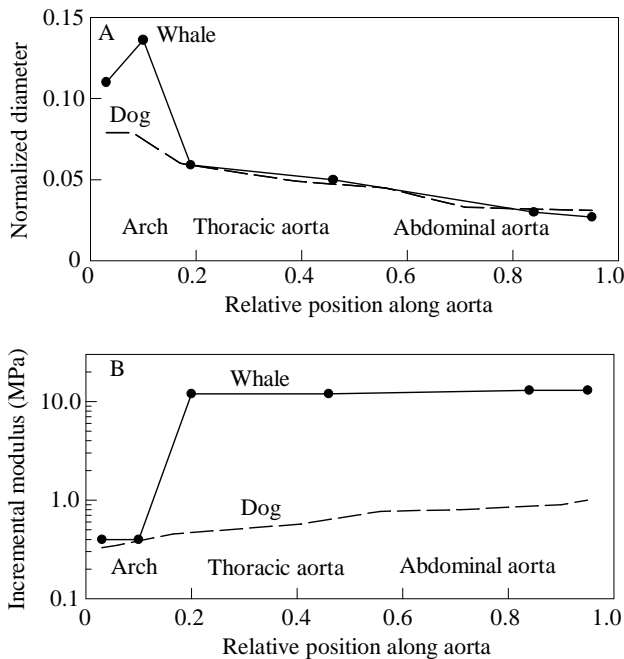 0.15
A
Whale
0.10
Dog
0.05
Arch Thoracic aorta Abdominal aorta
0
0 0.2 0.4 0.6 0.8 1.0
Normalized diameter
Relative position along aorta
B
Whale
10.0
Dog
1.0
Arch Thoracic aorta Abdominal aorta
0.1
0 0.2 0.4 0.6 0.8 1.0
Incremental modulus (MPa)
Relative position along aorta